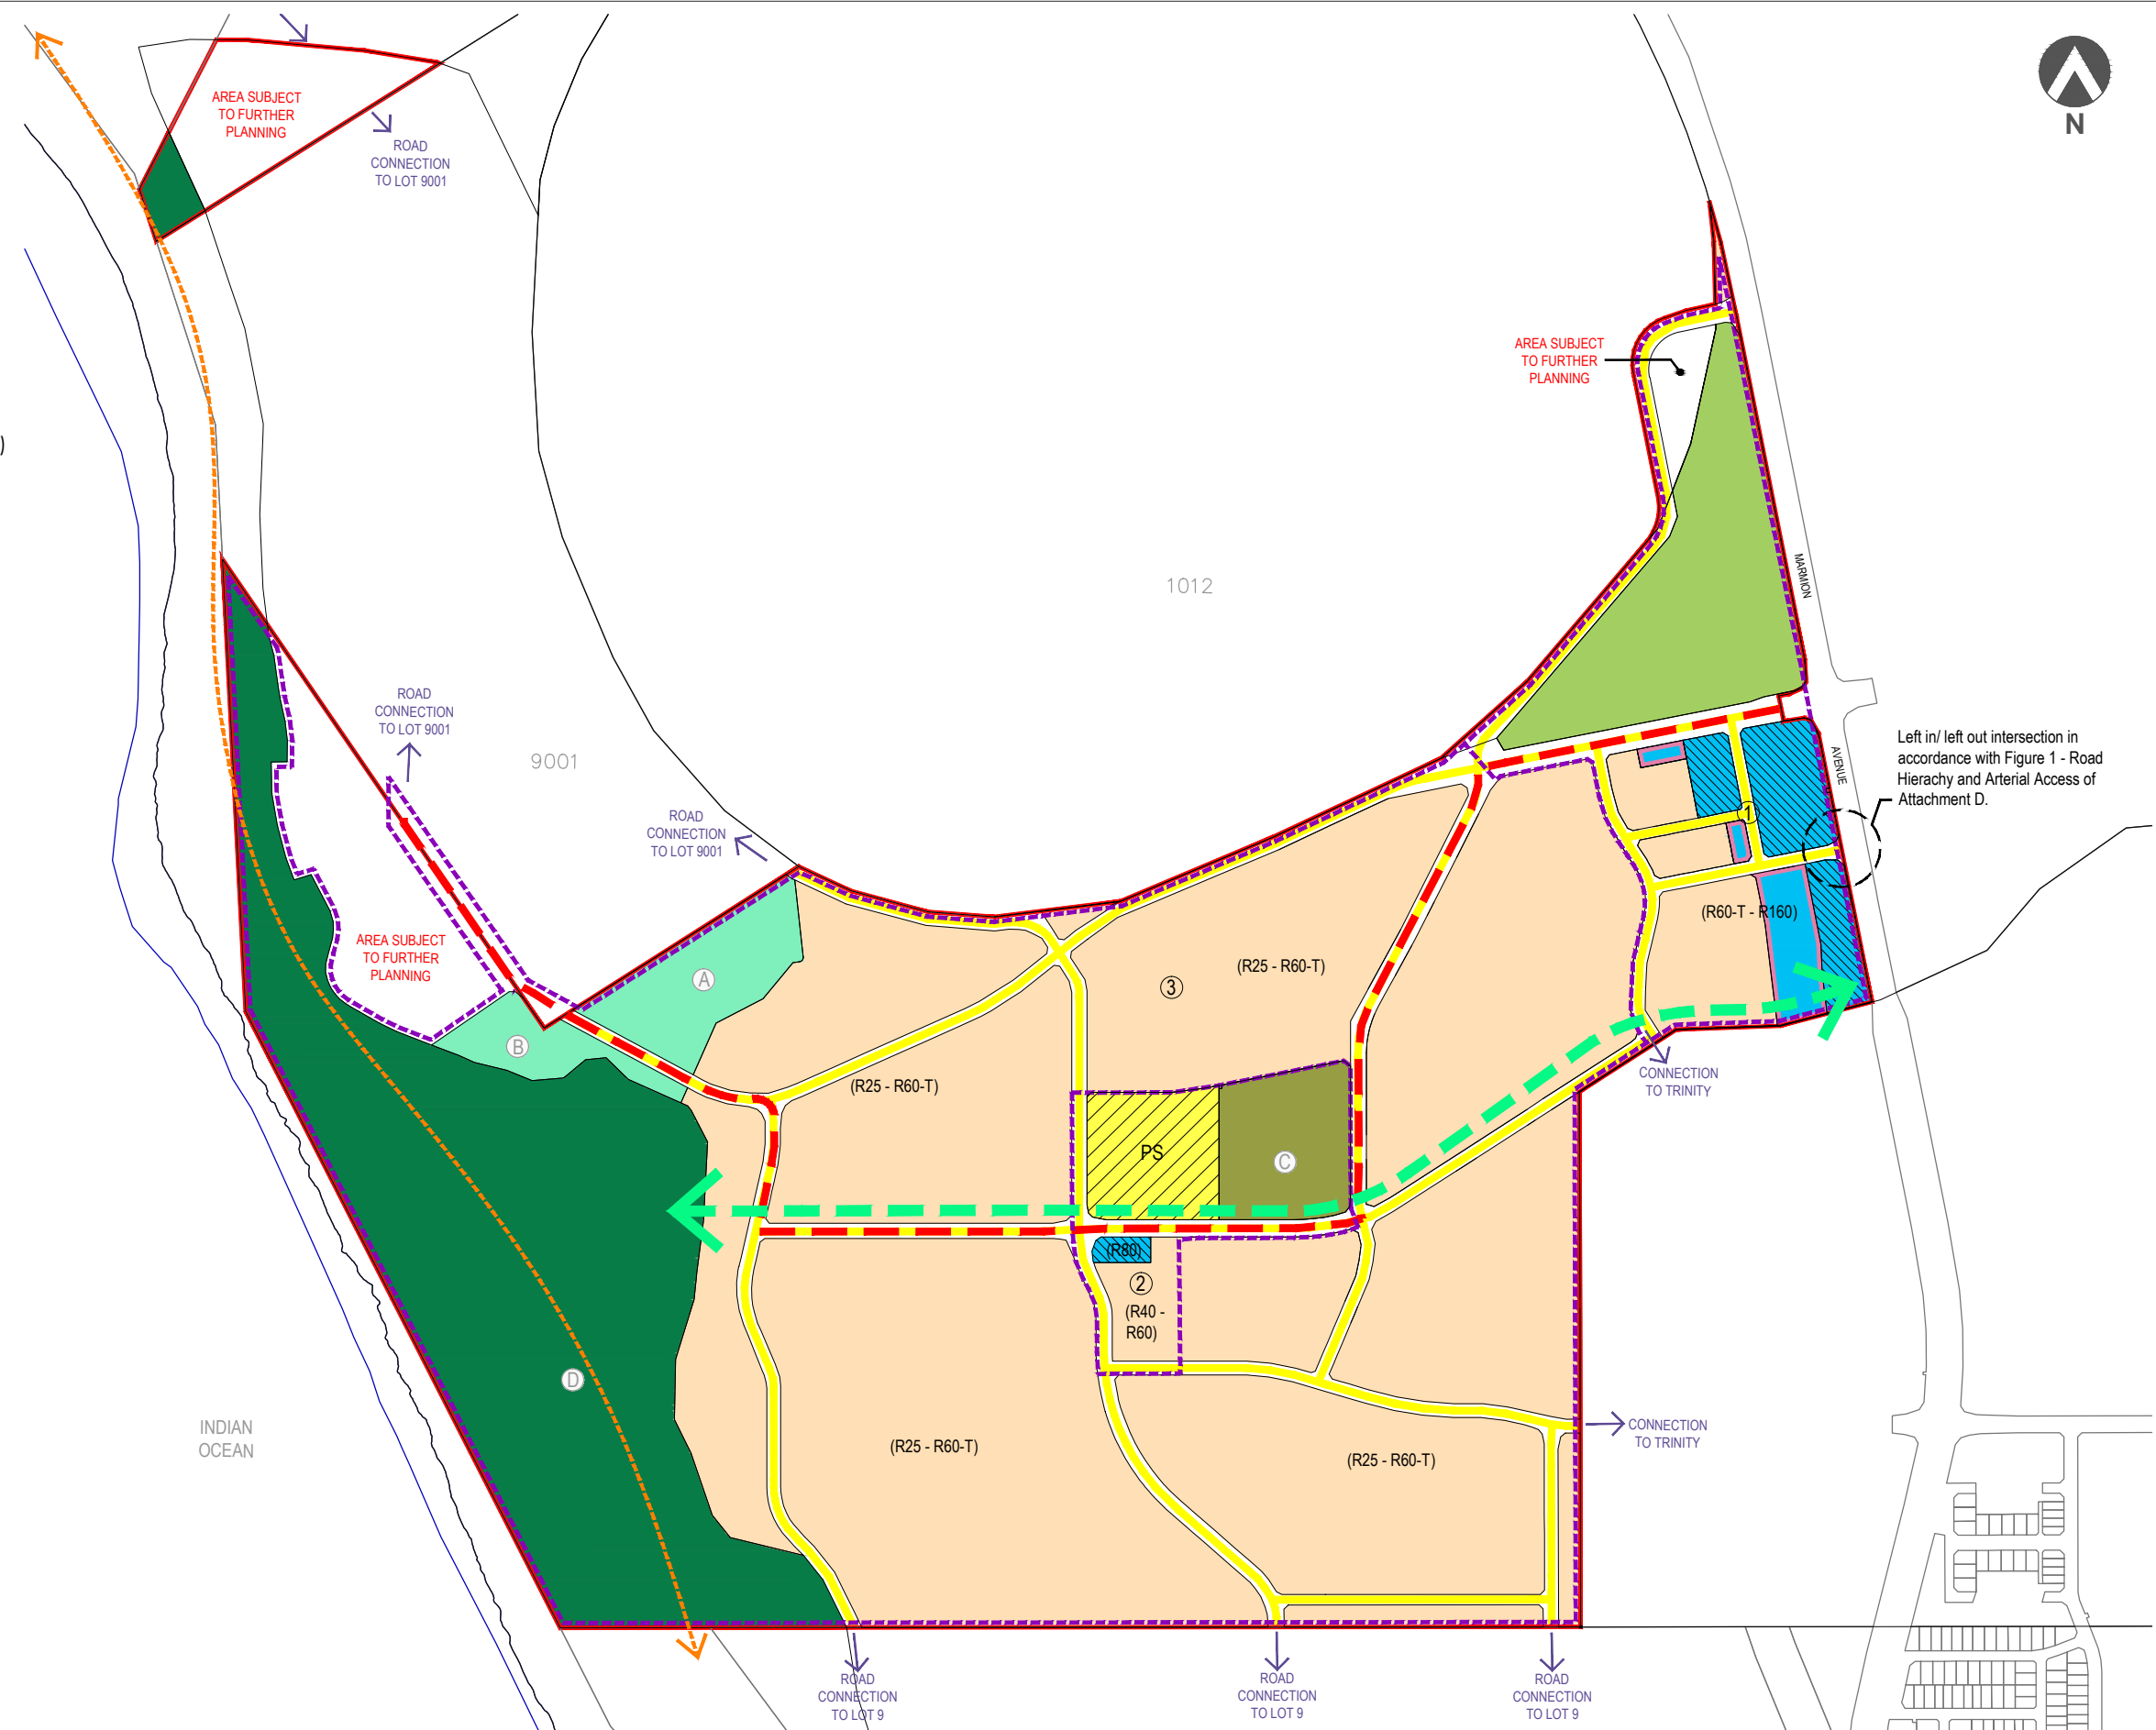 AREA SUBJECT
TO FURTHER
PLANNING
ROAD
CONNECTION
TO LOT 9001
N
)
AREA SUBJECT
TO FURTHER
PLANNING
1012
MARMION
AVENUE
ROAD
CONNECTION
TO LOT 9001
9001
Left in/ left out intersection in
accordance with Figure 1 - Road
Hierachy and Arterial Access of
Attachment D.
ROAD
CONNECTION
TO LOT 9001
1
(R60-T - R160)
AREA SUBJECT
TO FURTHER
PLANNING
A
B
3
(R25 - R60-T)
(R25 - R60-T)
CONNECTION
TO TRINITY
PS
C
(R80)
2
(R40 -
R60)
D
INDIAN
OCEAN
(R25 - R60-T)
(R25 - R60-T)
CONNECTION
TO TRINITY
ROAD
CONNECTION
TO LOT 9
ROAD
CONNECTION
TO LOT 9
ROAD
CONNECTION
TO LOT 9